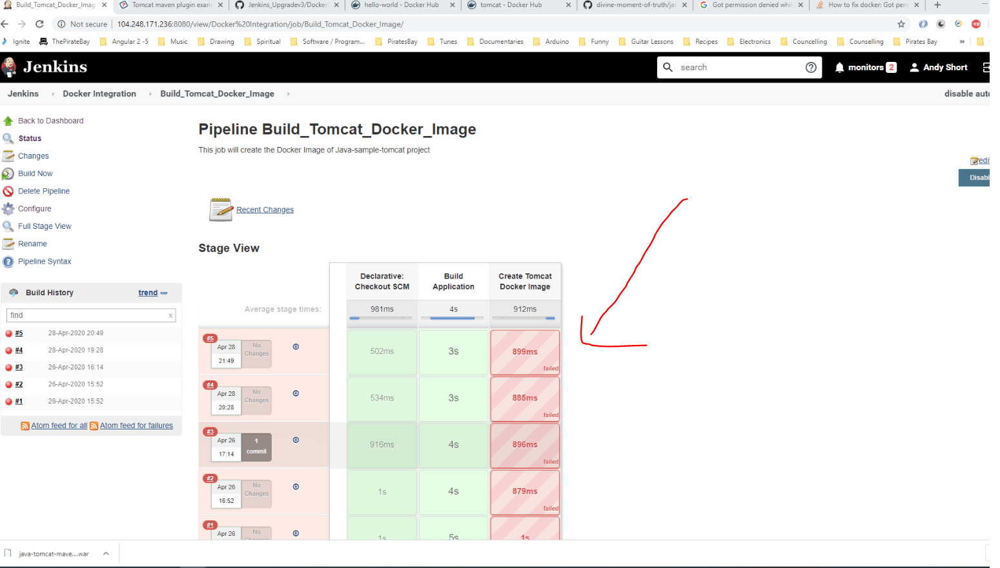 Build_Tomcat_Docker_Imag
Tomcat maven plugin exam
Jenkins_Upgradev3/Docker
hello-world - Docker Hub
tomcat - Docker Hub
divine-moment-of-truth/jav
Got permission denied whil
How to fix docker: Got perm
Not secure | 104.248.171.236:8080/view/Docker%20Integration/job/Build_Tomcat_Docker_Image/
Ignite ThePirateBay Angular 2 -5 Music Drawing Spiritual Software / Program... PiratesBay Tunes Documentaries Arduino Funny Guitar Lessons Recipes Electronics Councelling Counselling Pirates Bay »
Jenkins
search
monitors 2
Andy Short
Jenkins Docker Integration Build_Tomcat_Docker_Image
disable auto
Back to Dashboard
Status
Changes
Build Now
Delete Pipeline
Configure
Full Stage View
Rename
Pipeline Syntax
Build History trend
find x
#5 28-Apr-2020 20:49
#4 28-Apr-2020 19:28
#3 26-Apr-2020 16:14
#2 26-Apr-2020 15:52
#1 26-Apr-2020 15:52
Atom feed for all Atom feed for failures
Pipeline Build_Tomcat_Docker_Image
This job will create the Docker Image of Java-sample-tomcat project
edi
Disabl
Recent Changes
Stage View
Declarative: Checkout SCM
Build Application
Create Tomcat Docker Image
Average stage times:
981ms 4s 912ms
#5
Apr 28
21:49
No Changes
502ms 3s 899ms
failed
#4
Apr 28
20:28
No Changes
534ms 3s 885ms
failed
#3
Apr 26
17:14
1 commit
916ms 4s 896ms
failed
#2
Apr 26
16:52
No Changes
1s 4s 879ms
failed
#1
Apr 26
No
Changes
1s 5s 1s
java-tomcat-mave....war